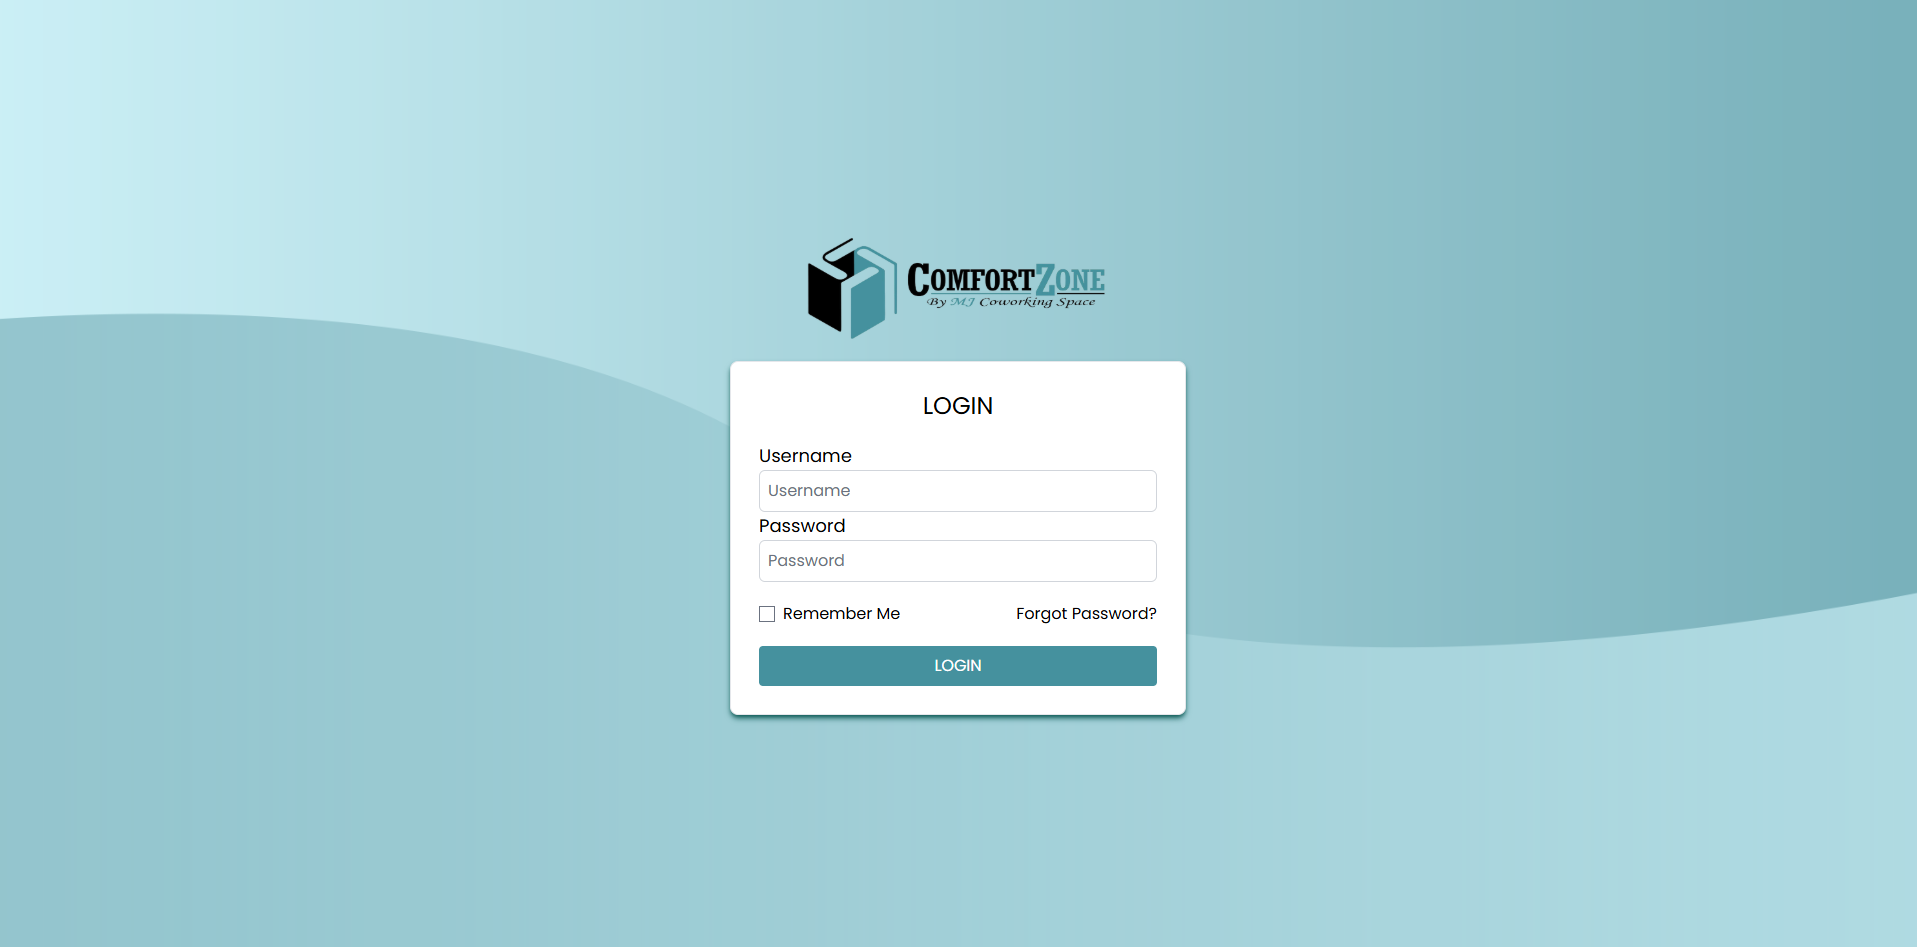 COMFORTZONE
By MJ Coworking Space
LOGIN
Username
Username
Password
Password
Remember Me
Forgot Password?
LOGIN